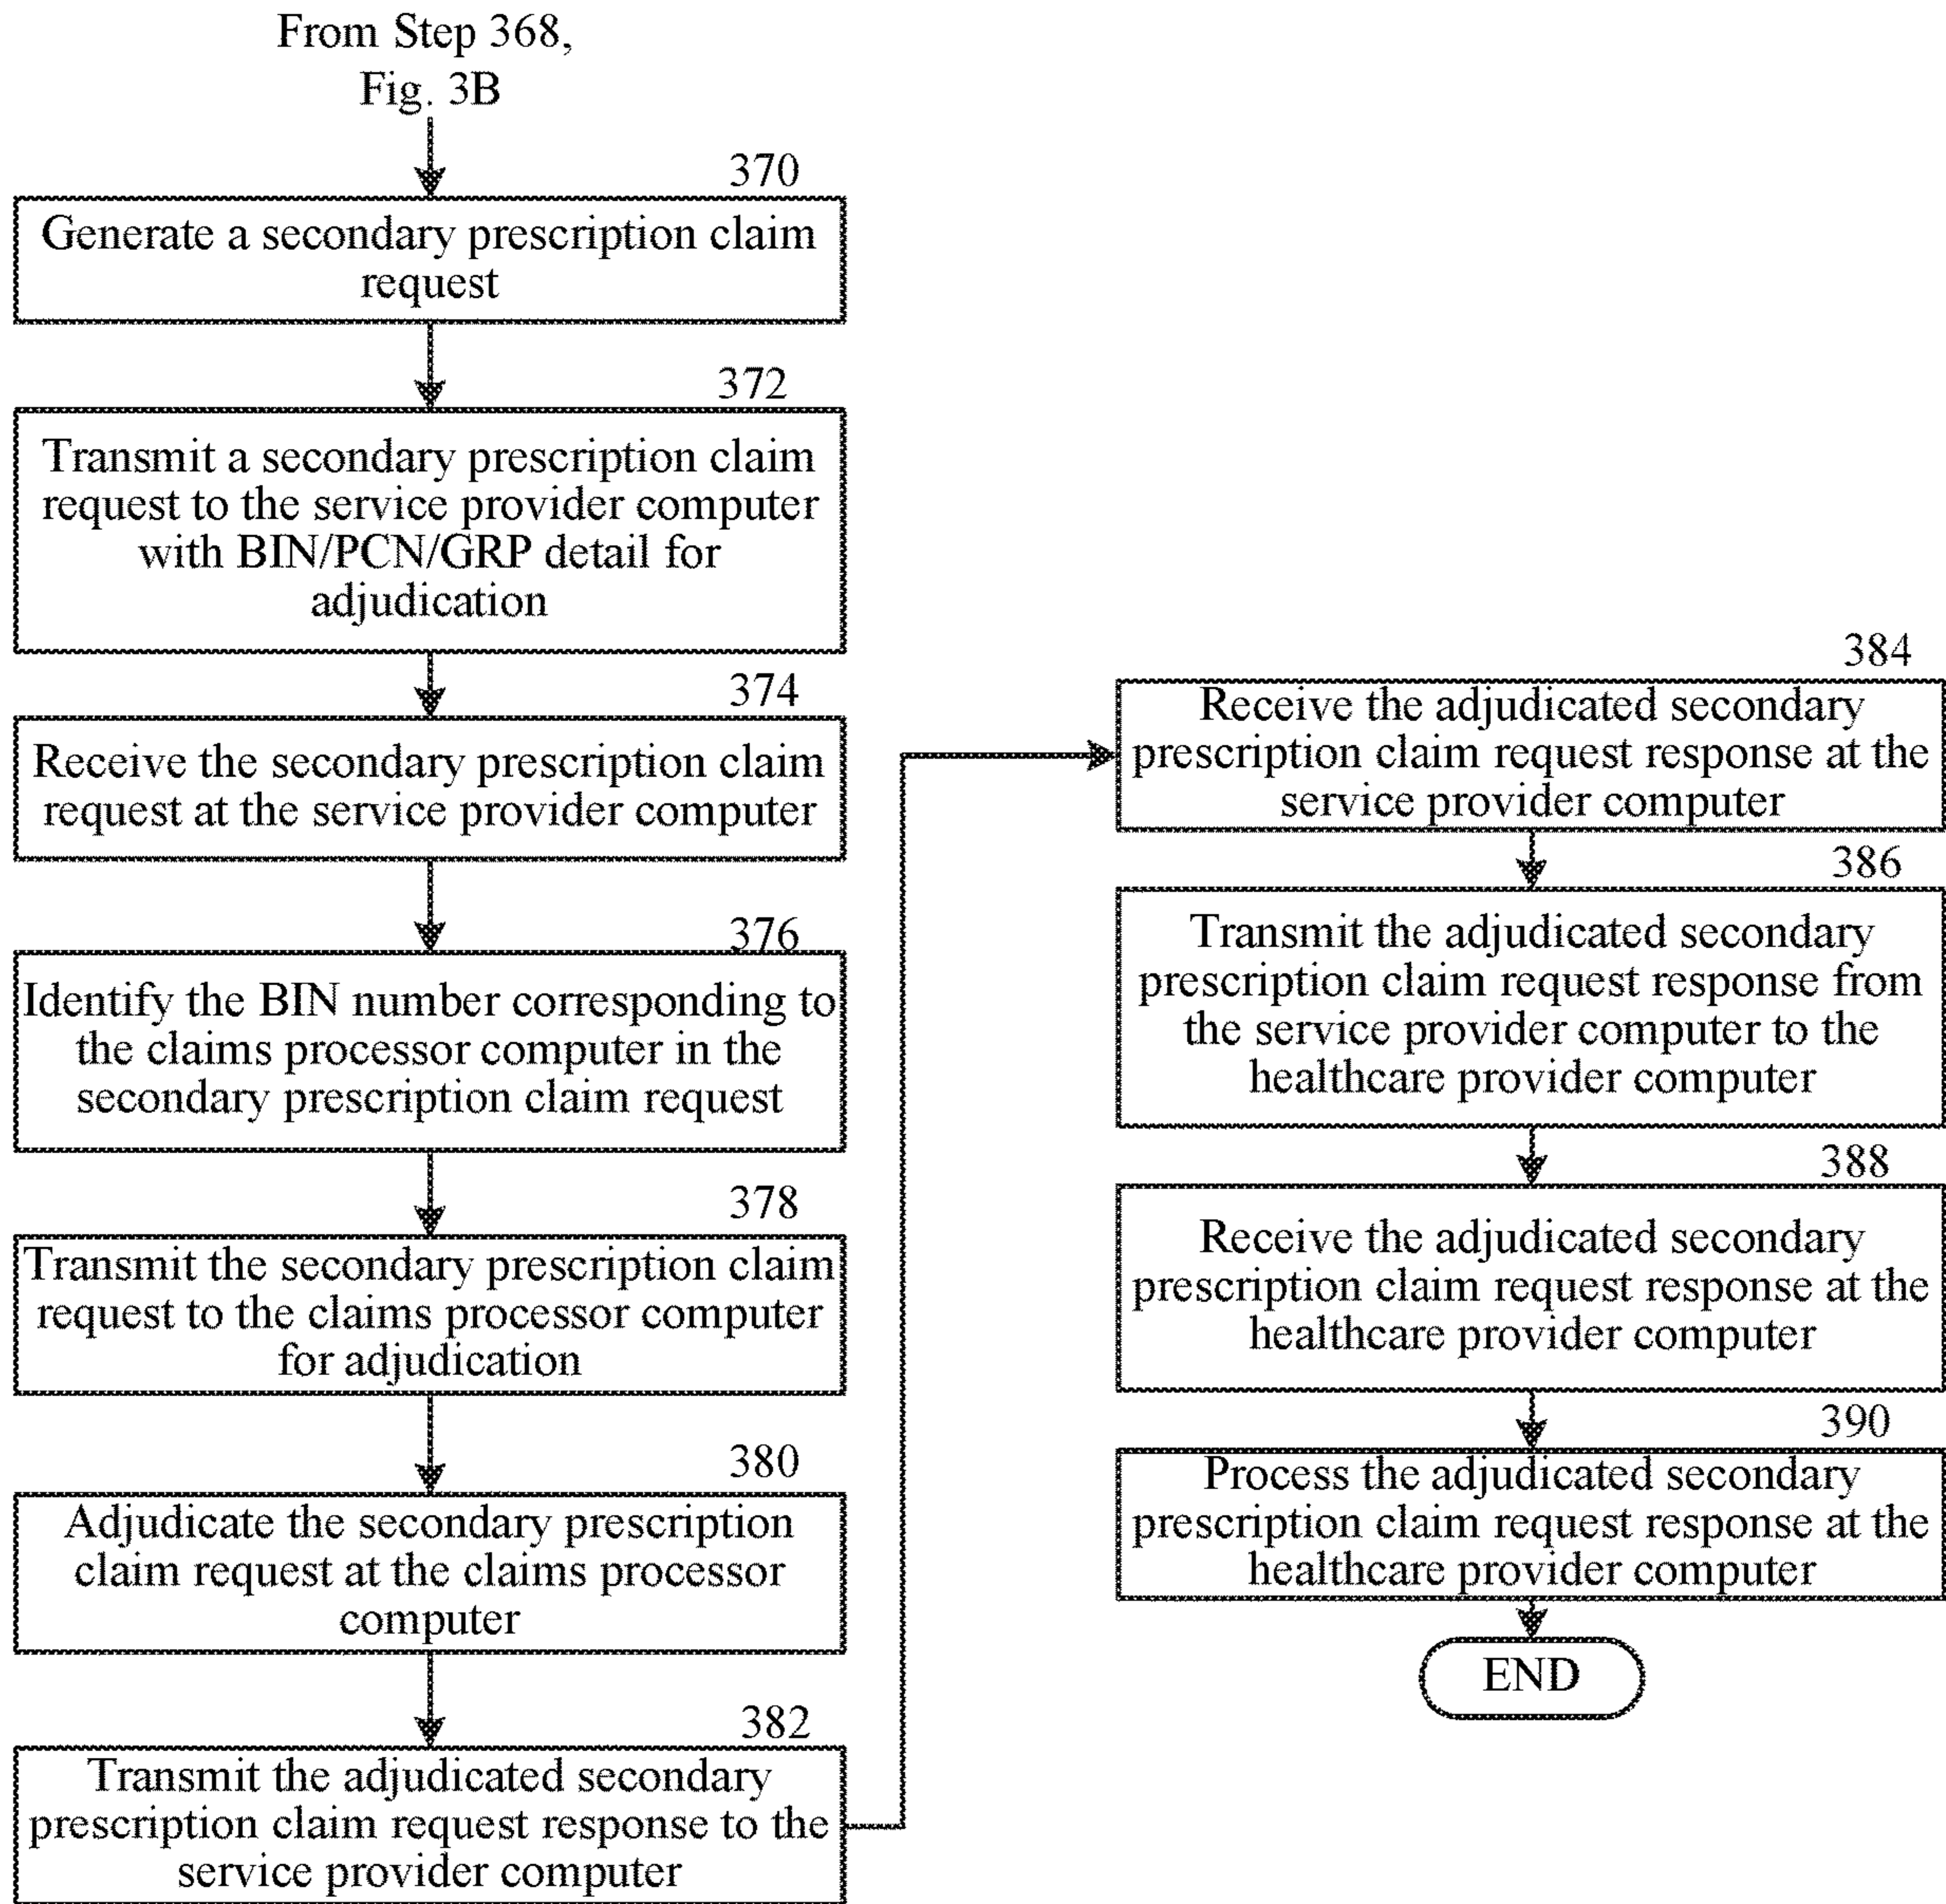 From Step 368,
Fig. 3B
370
Generate a secondary prescription claim
request
372
Transmit a secondary prescription claim
request to the service provider computer
with BIN/PCN/GRP detail for
adjudication
374
Receive the secondary prescription claim
request at the service provider computer
376
Identify the BIN number corresponding to
the claims processor computer in the
secondary prescription claim request
378
Transmit the secondary prescription claim
request to the claims processor computer
for adjudication
380
Adjudicate the secondary prescription
claim request at the claims processor
computer
382
Transmit the adjudicated secondary
prescription claim request response to the
service provider computer
384
Receive the adjudicated secondary
prescription claim request response at the
service provider computer
386
Transmit the adjudicated secondary
prescription claim request response from
the service provider computer to the
healthcare provider computer
388
Receive the adjudicated secondary
prescription claim request response at the
healthcare provider computer
390
Process the adjudicated secondary
prescription claim request response at the
healthcare provider computer
END